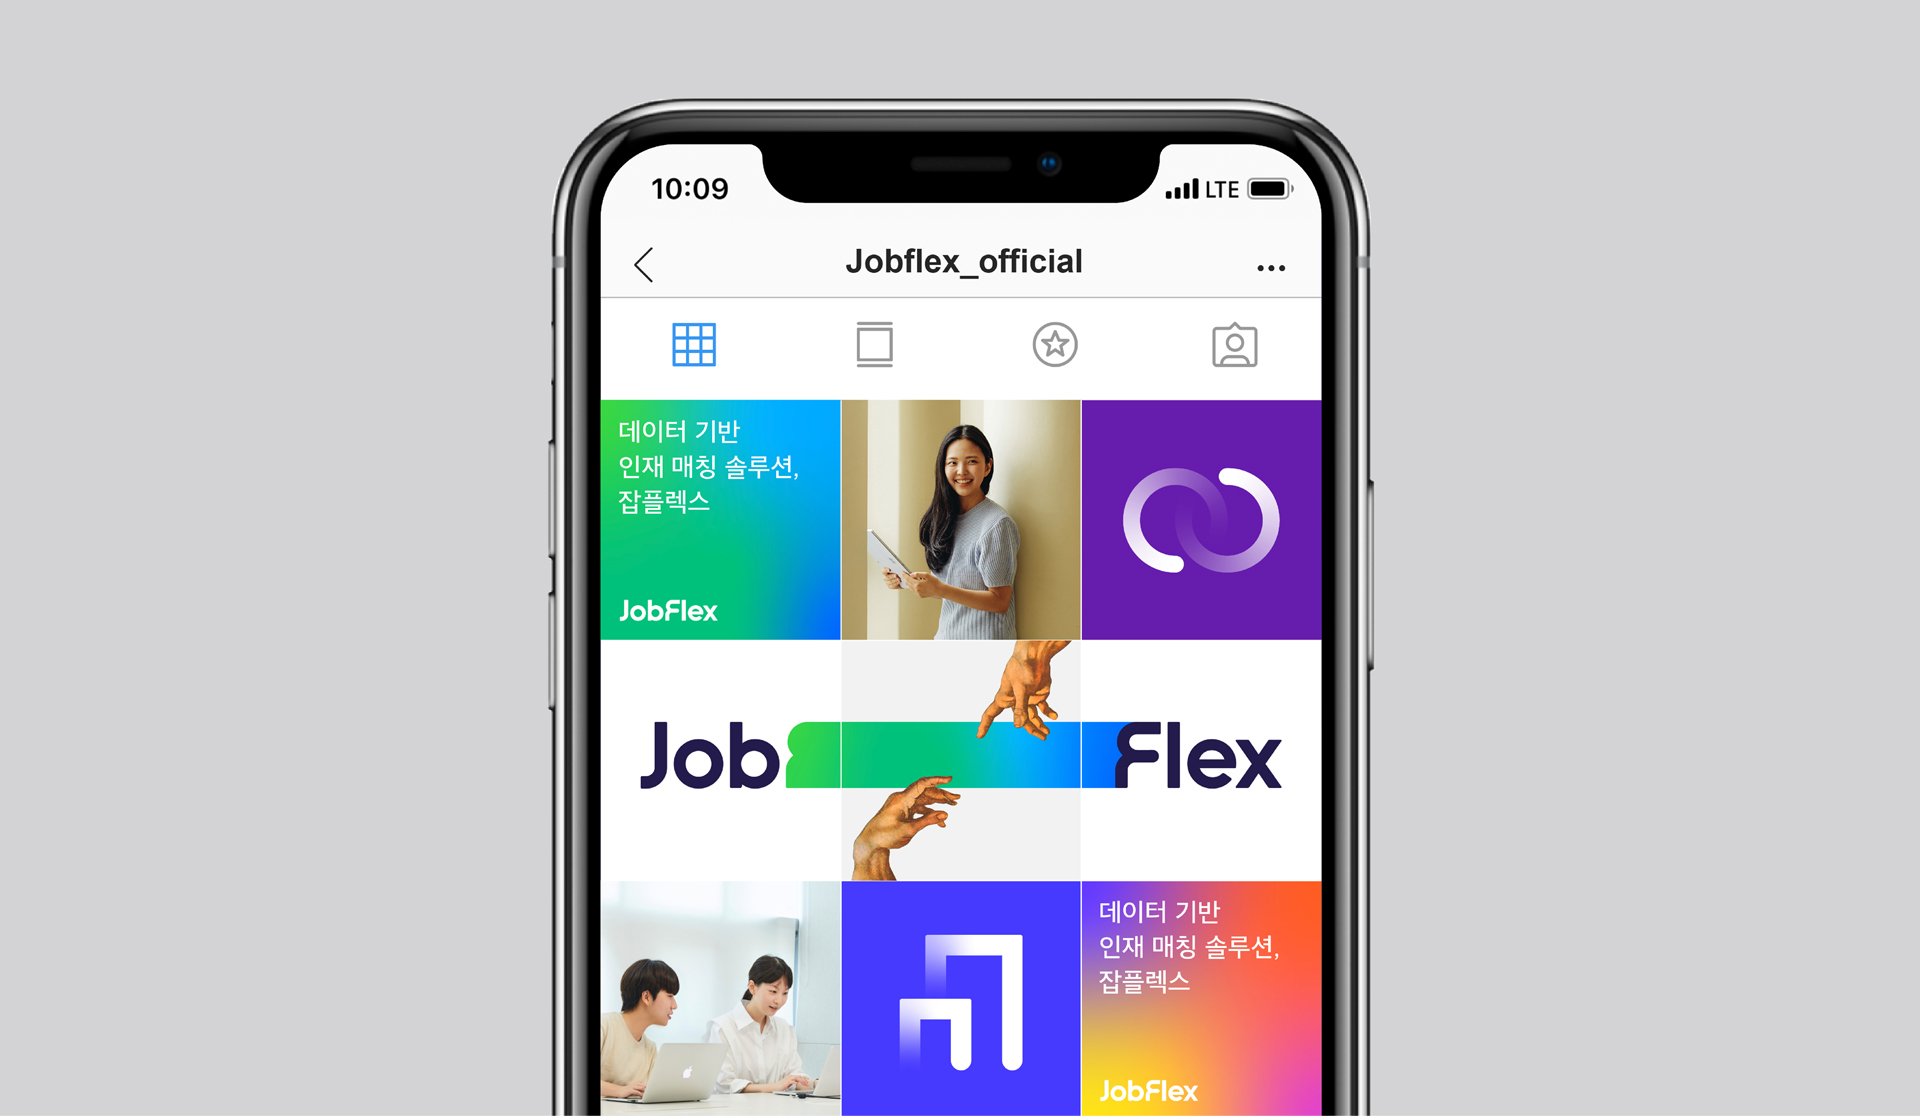 10:09
LTE
Jobflex_official
데이터 기반
인재 매칭 솔루션,
잡플렉스
JobFlex
Job Flex
데이터 기반
인재 매칭 솔루션,
잡플렉스
JobFlex